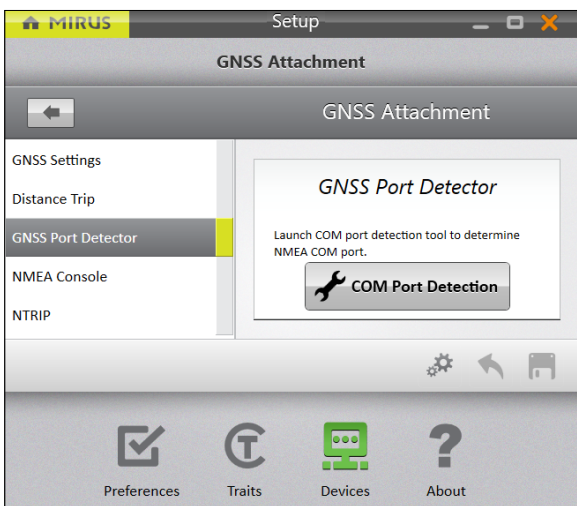 MIRUS
Setup
GNSS Attachment
GNSS Attachment
GNSS Settings
Distance Trip
GNSS Port Detector
NMEA Console
NTRIP
GNSS Port Detector
Launch COM port detection tool to determine
NMEA COM port.
COM Port Detection
Preferences
Traits
Devices
About